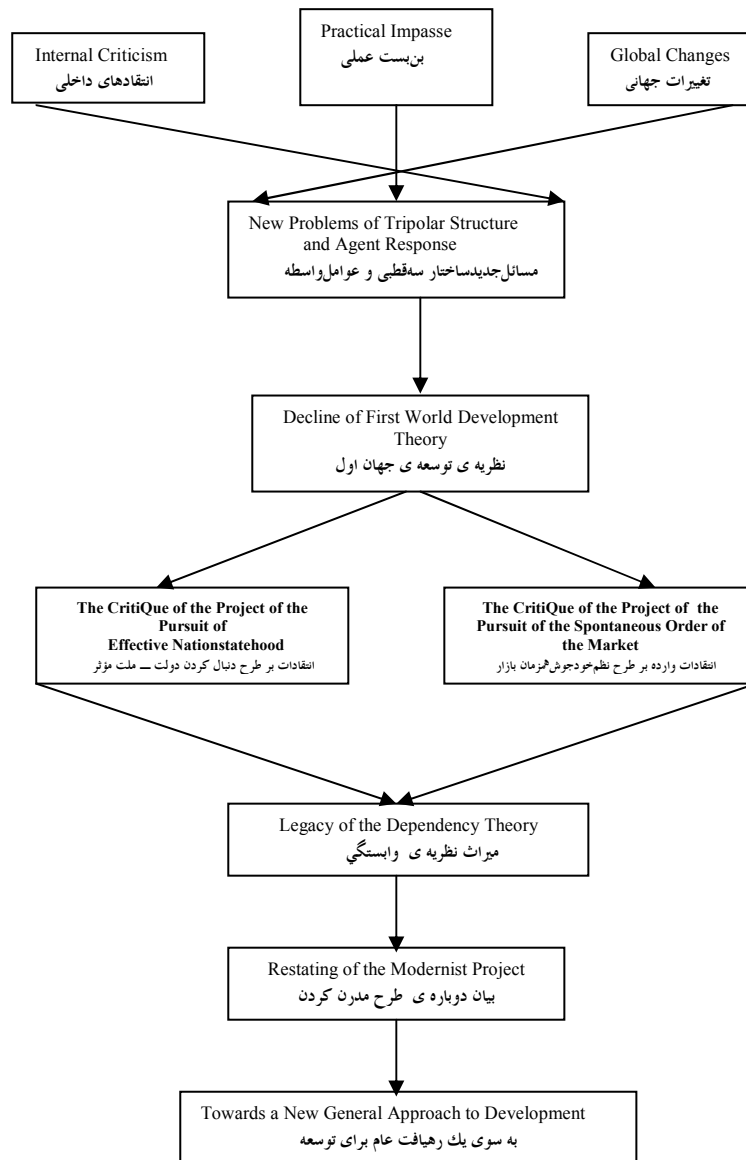 Practical Impasse
بن‌بست عملی
Internal Criticism
انتقادهای داخلی
Global Changes
تغییرات جهانی
New Problems of Tripolar Structure
and Agent Response
مسائل‌جدیدساختار سه‌قطبی و عوامل‌واسطه
Decline of First World Development
Theory
نظریه ی توسعه ی جهان اول
The CritiQue of the Project of the
Pursuit of
Effective Nationstatehood
انتقادات بر طرح دنبال کردن دولت ــ ملت مؤثر
The CritiQue of the Project of the
Pursuit of the Spontaneous Order of
the Market
انتقادات وارده بر طرح نظم‌خودجوش‌همزمان بازار
Legacy of the Dependency Theory
میراث نظریه ی وابستگي
Restating of the Modernist Project
بیان دوباره ی طرح مدرن کردن
Towards a New General Approach to Development
به سوی یك رهیافت عام برای توسعه